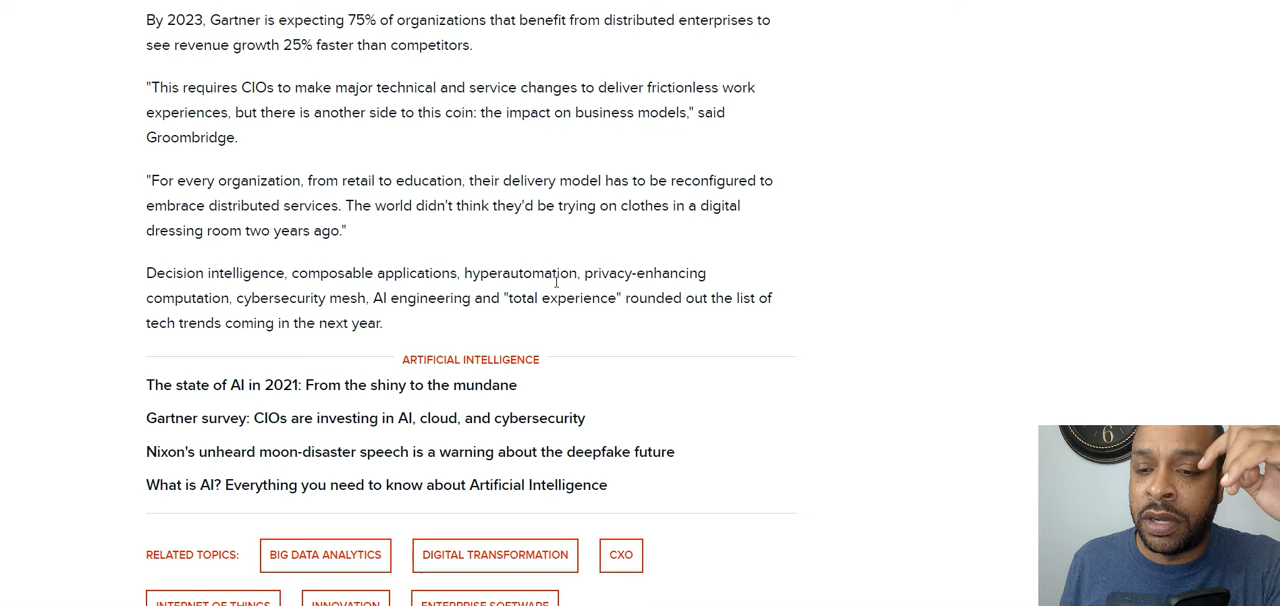 By 2023, Gartner is expecting 75% of organizations that benefit from distributed enterprises to
see revenue growth 25% faster than competitors.
"This requires CIOs to make major technical and service changes to deliver frictionless work
experiences, but there is another side to this coin: the impact on business models," said
Groombridge.
"For every organization, from retail to education, their delivery model has to be reconfigured to
embrace distributed services. The world didn't think they'd be trying on clothes in a digital
dressing room two years ago."
Decision intelligence, composable applications, hyperautomation, privacy-enhancing
computation, cybersecurity mesh, AI engineering and "total experience" rounded out the list of
tech trends coming in the next year.
ARTIFICIAL INTELLIGENCE
The state of AI in 2021: From the shiny to the mundane
Gartner survey: CIOs are investing in AI, cloud, and cybersecurity
Nixon's unheard moon-disaster speech is a warning about the deepfake future
What is AI? Everything you need to know about Artificial Intelligence
RELATED TOPICS: BIG DATA ANALYTICS DIGITAL TRANSFORMATION CXO
INTERNET OF THINGS INNOVATION ENTERPRISE SOFTWARE
6